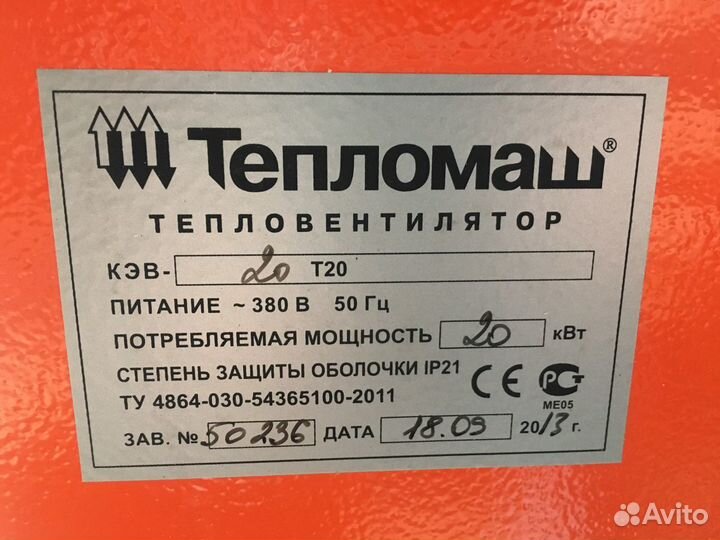 Тепломаш®
ТЕПЛОВЕНТИЛЯТОР
КЭВ- 20 Т20
ПИТАНИЕ ~ 380 В 50 Гц
ПОТРЕБЛЯЕМАЯ МОЩНОСТЬ 20 кВт
СТЕПЕНЬ ЗАЩИТЫ ОБОЛОЧКИ IP21
ТУ 4864-030-54365100-2011
CE РСТ
МЕ05
ЗАВ. № 50236 ДАТА 18.09 2013 г.
Avito